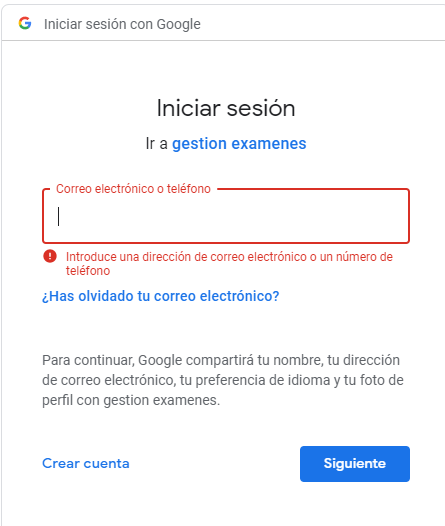 Iniciar sesión con Google
Iniciar sesión
Ir a gestion examenes
Correo electrónico o teléfono
Introduce una dirección de correo electrónico o un número de
teléfono
¿Has olvidado tu correo electrónico?
Para continuar, Google compartirá tu nombre, tu dirección
de correo electrónico, tu preferencia de idioma y tu foto de
perfil con gestion examenes.
Crear cuenta
Siguiente